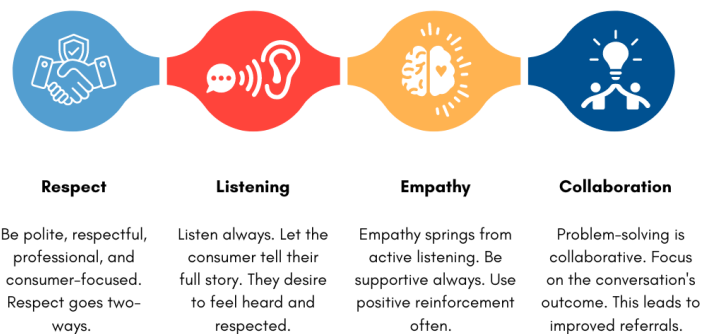 Respect
Be polite, respectful,
professional, and
consumer-focused.
Respect goes two-
ways.
Listening
Listen always. Let the
consumer tell their
full story. They desire
to feel heard and
respected.
Empathy
Empathy springs from
active listening. Be
supportive always. Use
positive reinforcement
often.
Collaboration
Problem-solving is
collaborative. Focus
on the conversation's
outcome. This leads to
improved referrals.